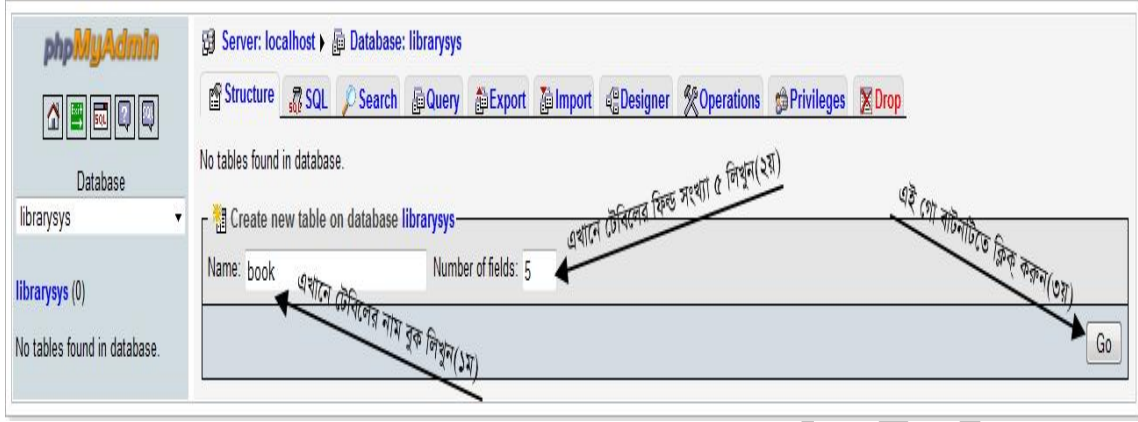 phpMyAdmin
Database
librarysys
librarysys (0)
No tables found in database.
Server: localhost Database: librarysys
Structure SQL Search Query Export Import Designer Operations Privileges Drop
No tables found in database.
Create new table on database librarysys
Name: book Number of fields: 5
এখানে টেবিলের নাম বুক লিখুন(১ম)
এখানে টেবিলের ফিল্ড সংখ্যা ৫ লিখুন(২য়)
এই গো বাটনটিতে ক্লিক্ করুন(৩য়)
Go